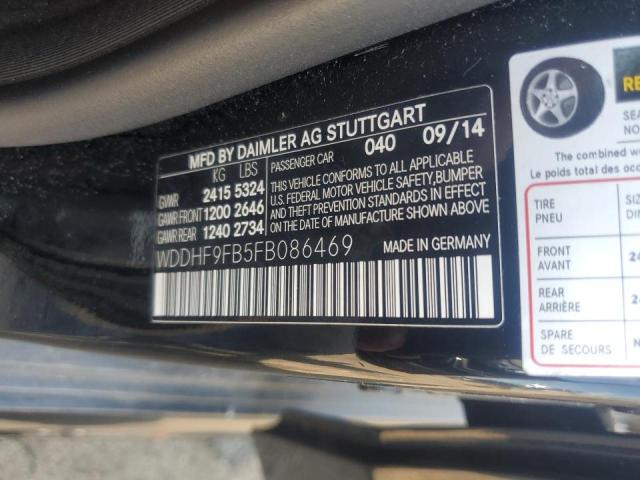 MFD BY DAIMLER AG STUTTGART
KG LBS PASSENGER CAR 040 09/14
GVWR 2415 5324
GAWR FRONT 1200 2646
GAWR REAR 1240 2734
THIS VEHICLE CONFORMS TO ALL APPLICABLE
U.S. FEDERAL MOTOR VEHICLE SAFETY, BUMPER
AND THEFT PREVENTION STANDARDS IN EFFECT
ON THE DATE OF MANUFACTURE SHOWN ABOVE
WDDHF9FB5FB086469 MADE IN GERMANY
The combined w
Le poids total des oc
TIRE
PNEU
FRONT
AVANT
REAR
ARRIÈRE
SPARE
DE SECOURS